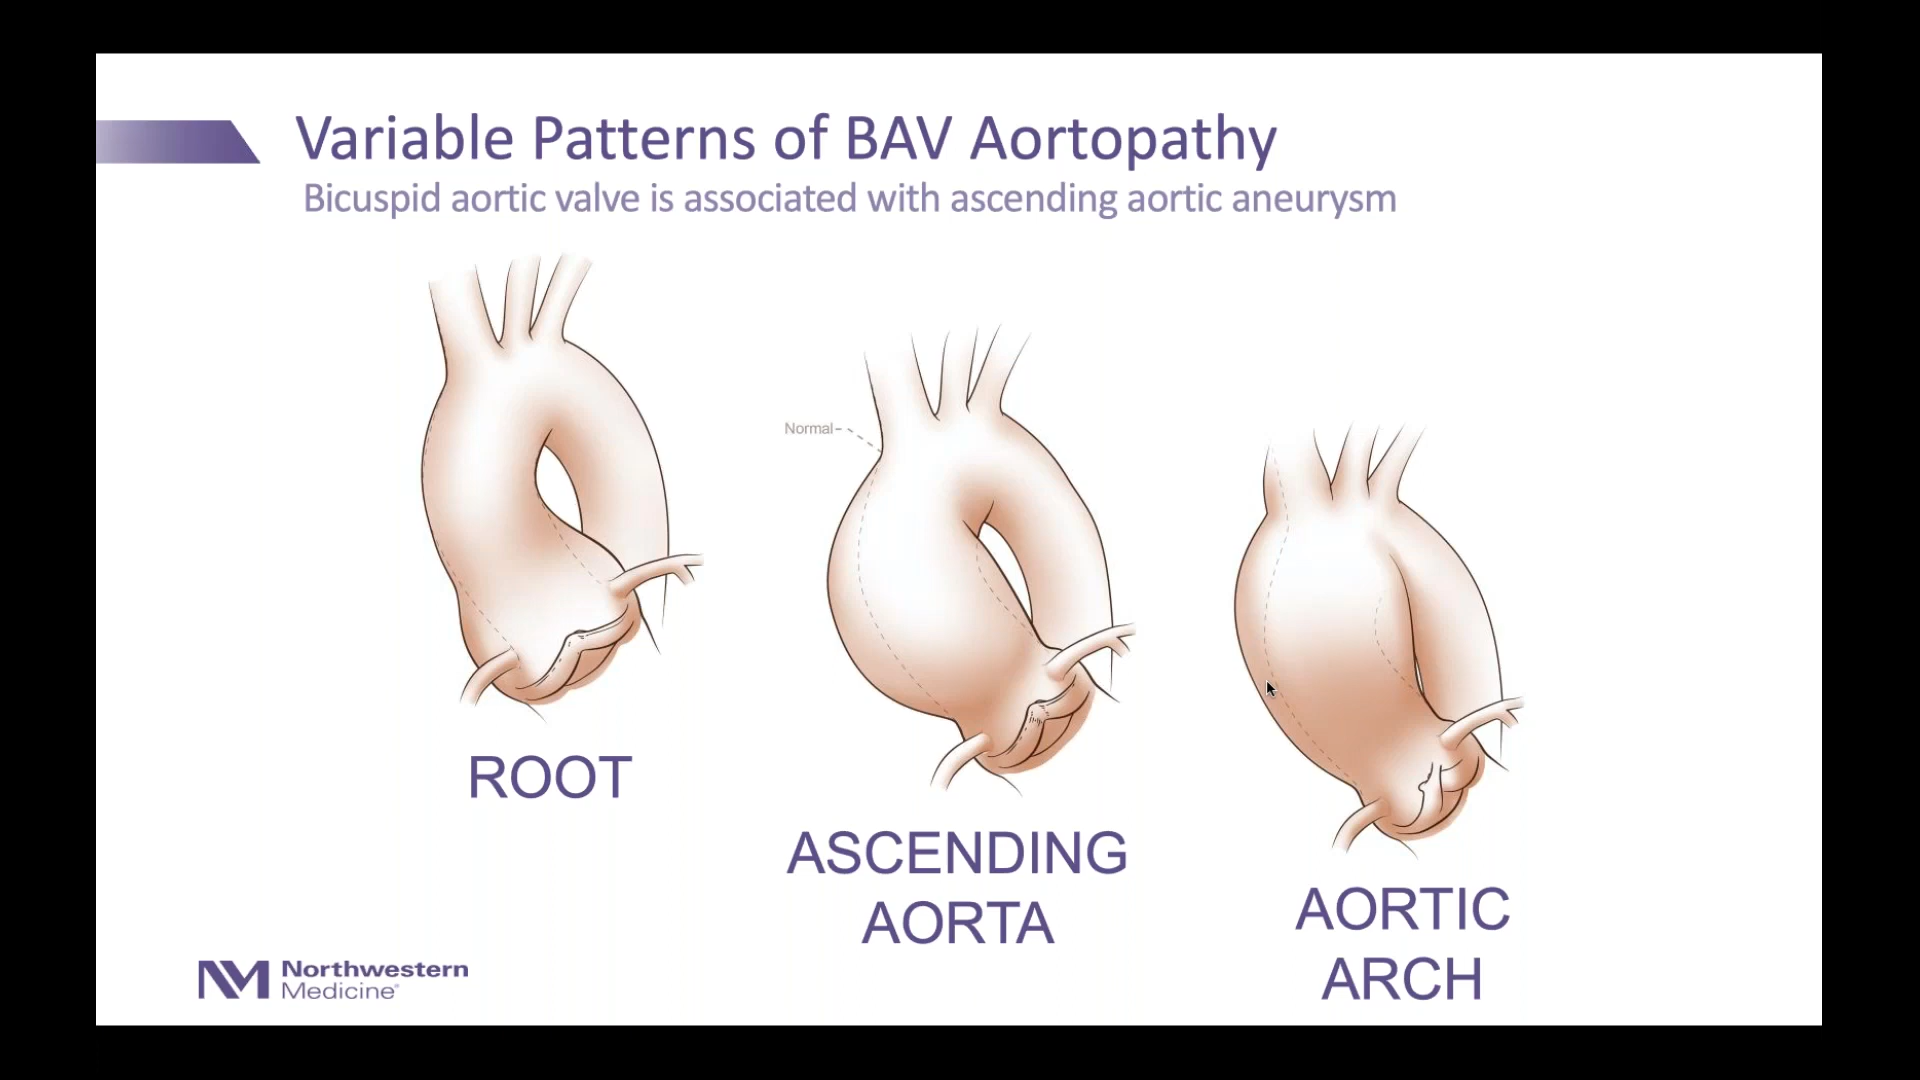 Variable Patterns of BAV Aortopathy
Bicuspid aortic valve is associated with ascending aortic aneurysm
Normal
ROOT
ASCENDING
AORTA
AORTIC
ARCH
NM Northwestern
Medicine®